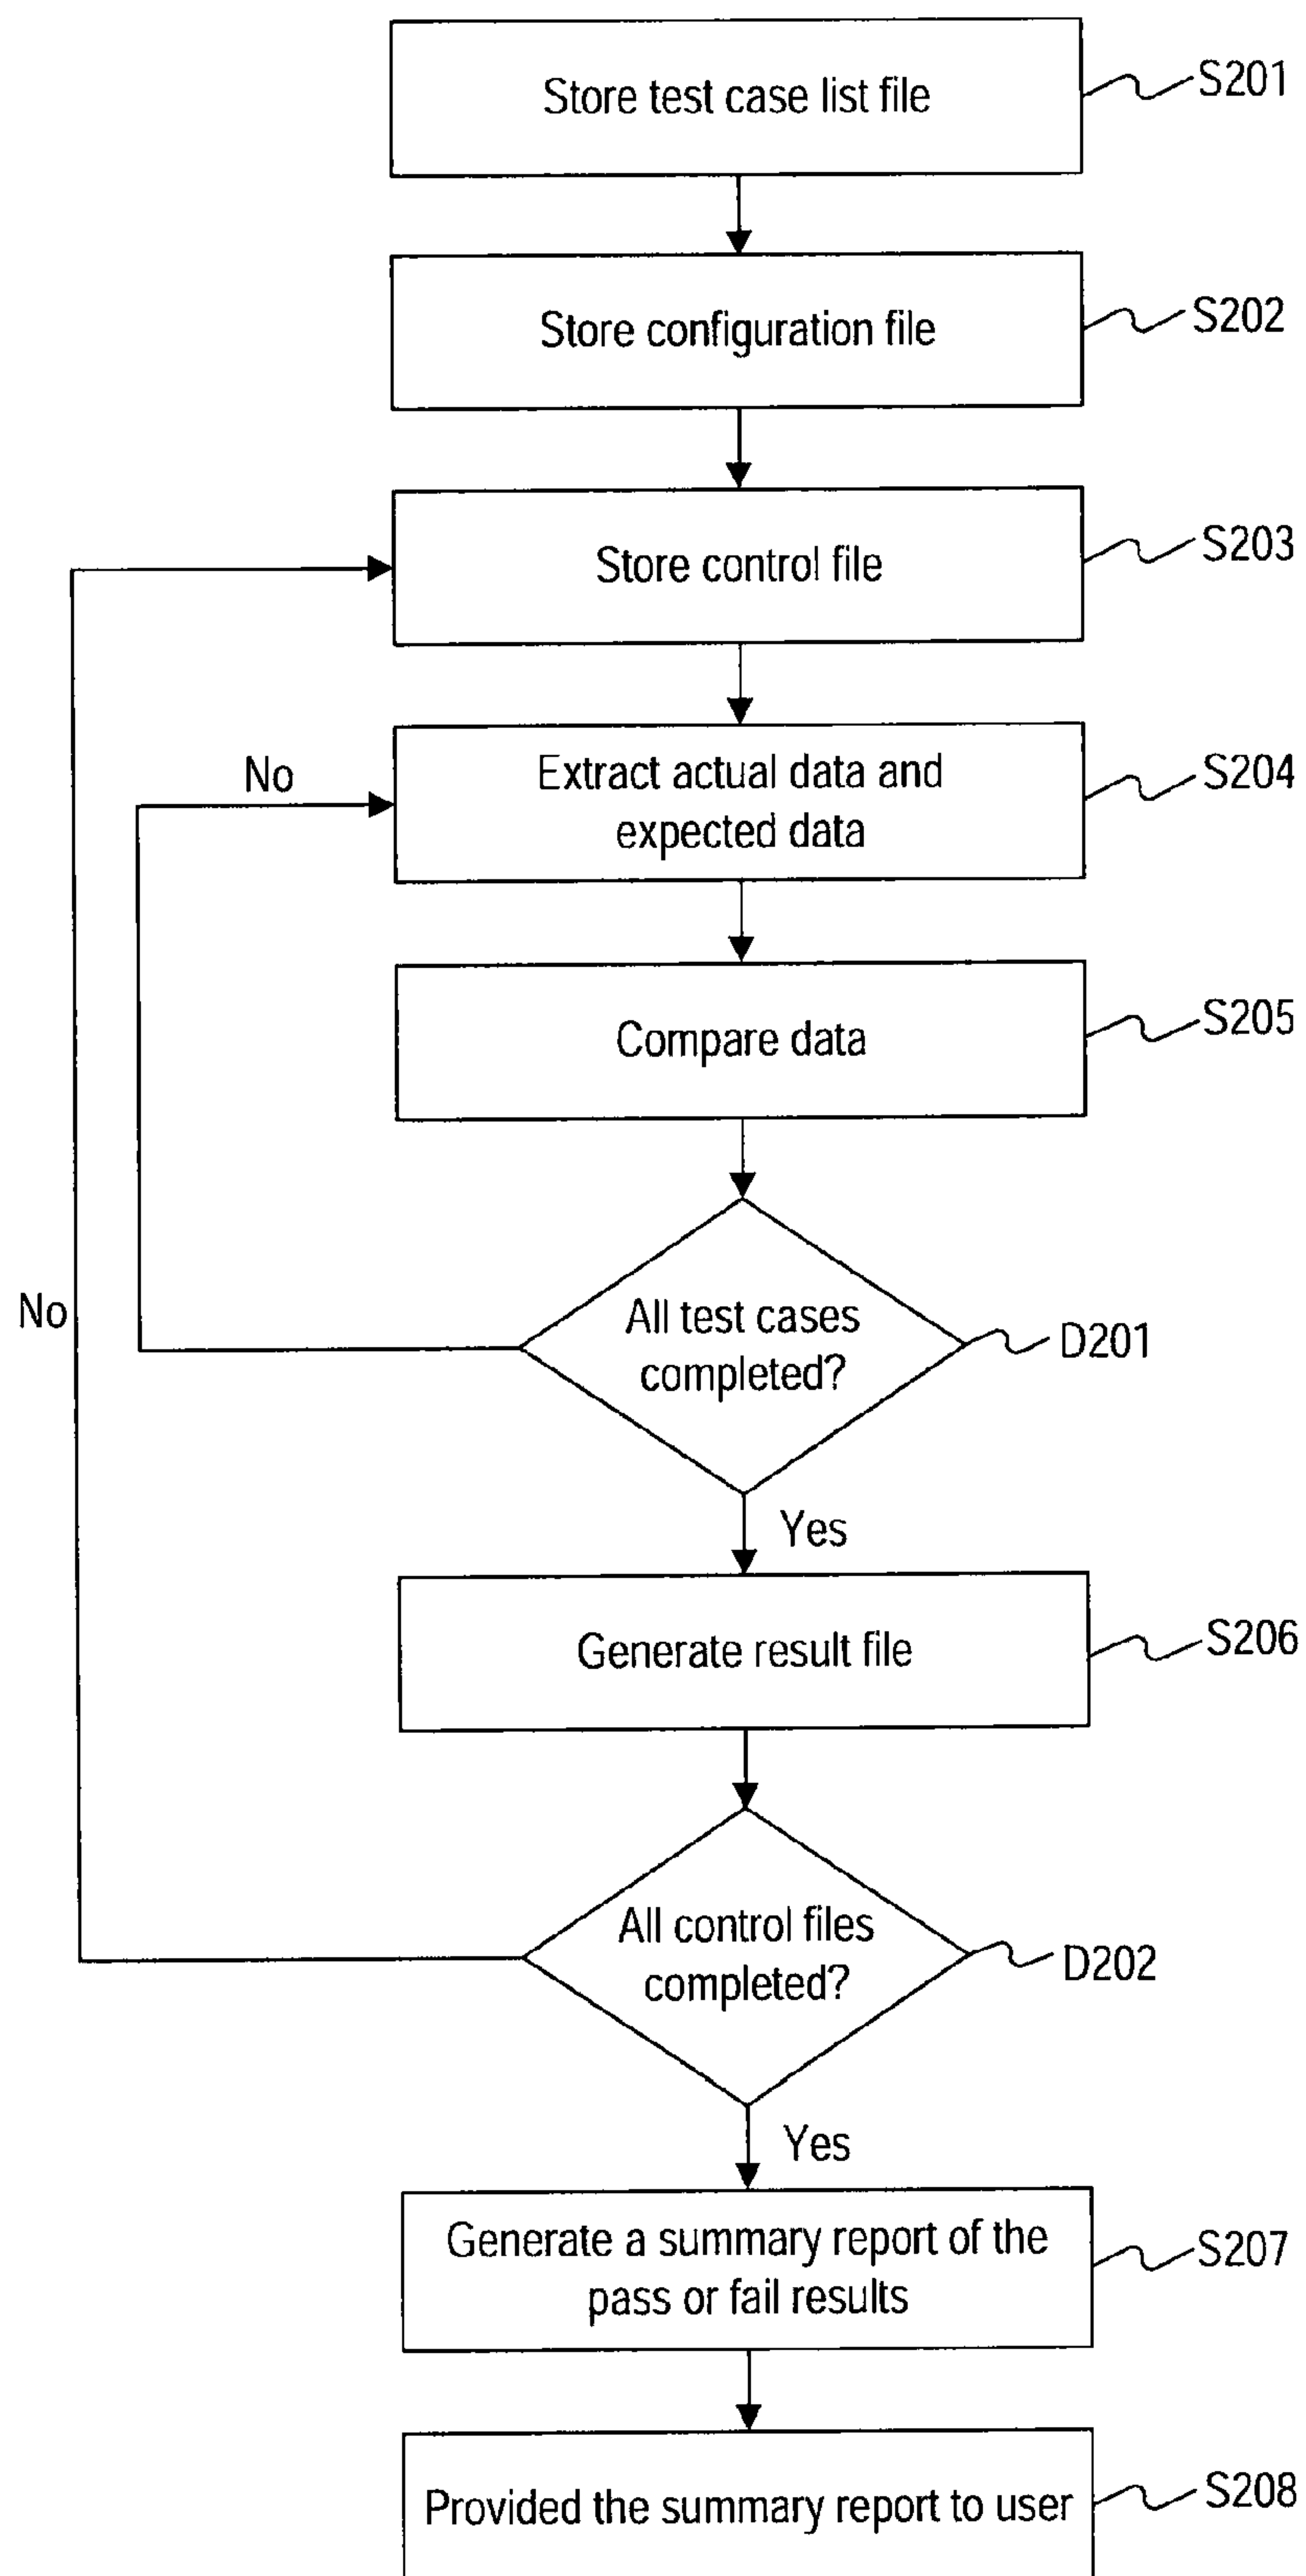 Store test case list file
S201
Store configuration file
S202
Store control file
S203
No
Extract actual data and
expected data
S204
Compare data
S205
No
All test cases
completed?
D201
Yes
Generate result file
S206
All control files
completed?
D202
Yes
Generate a summary report of the
pass or fail results
S207
Provided the summary report to user
S208